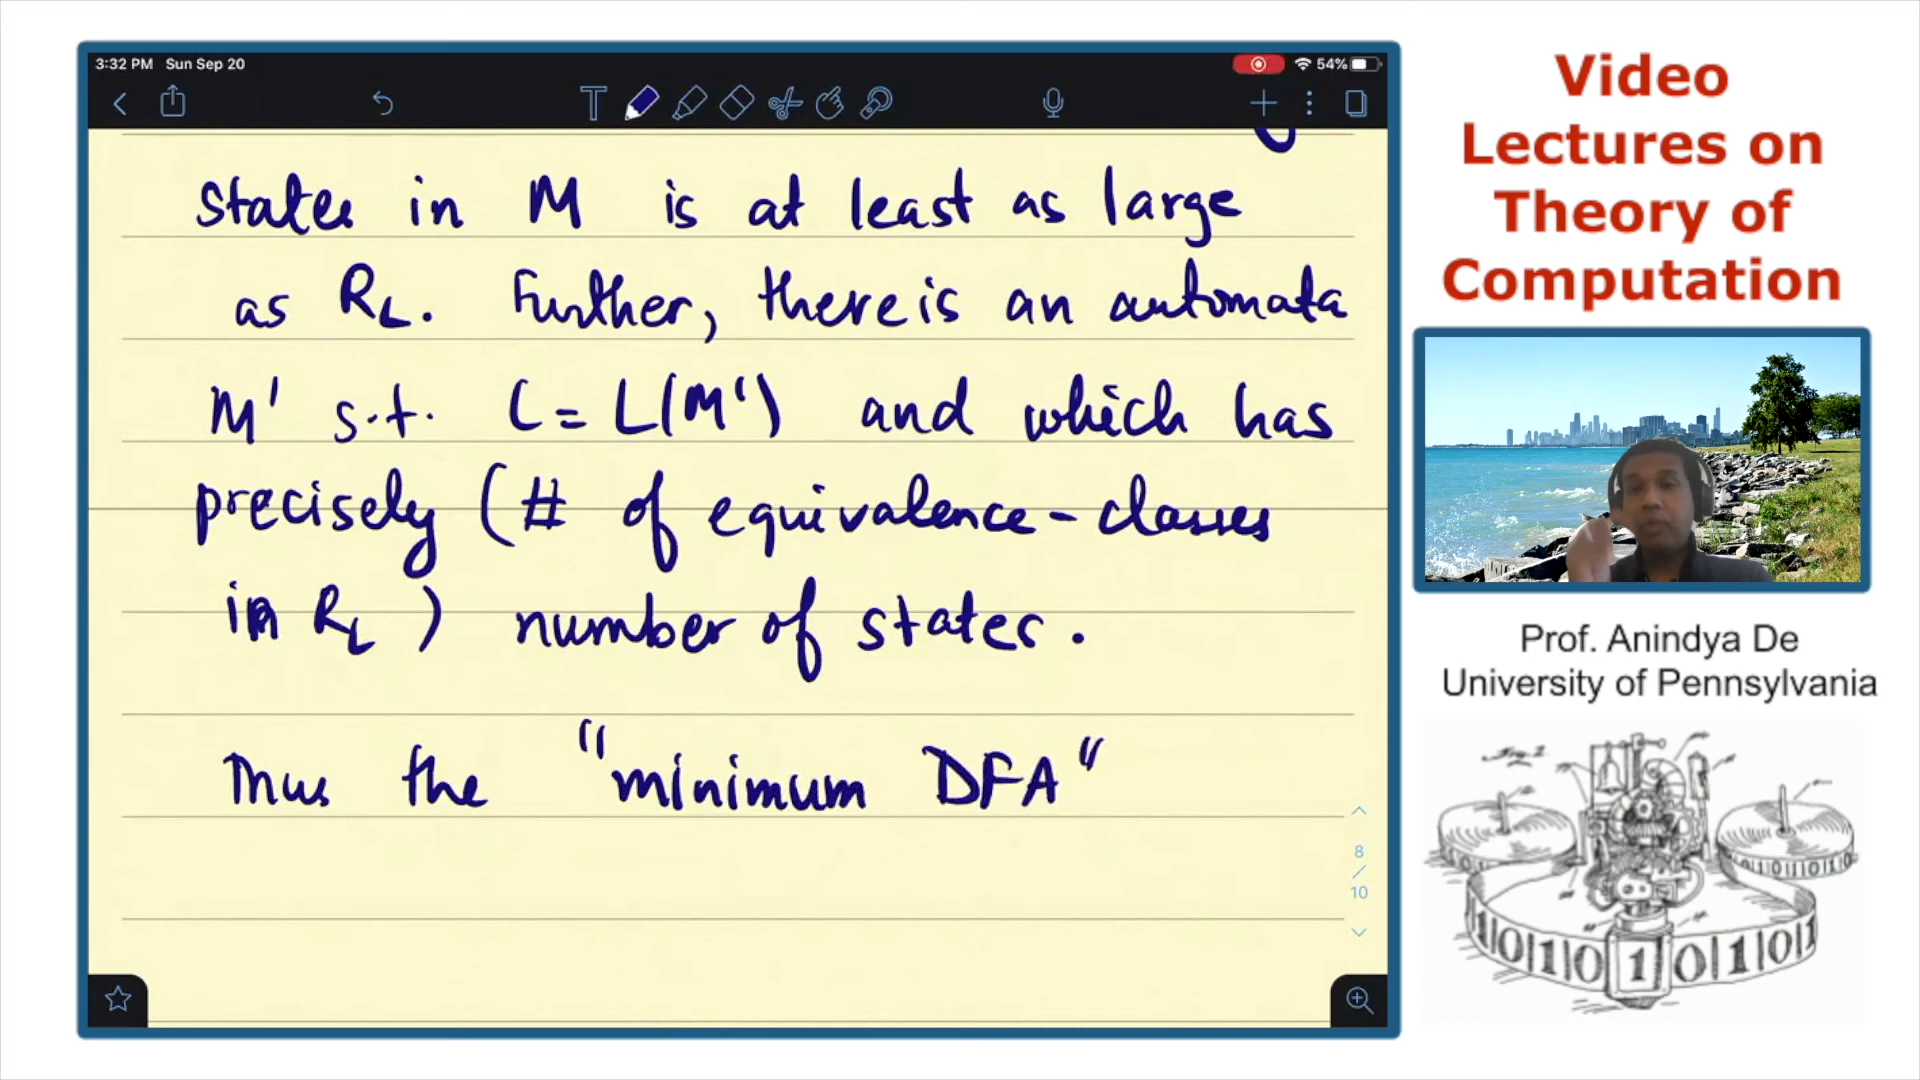 3:32 PM Sun Sep 20
54%
states in M is at least as large
as R_L. Further, there is an automata
M' s.t. L = L(M') and which has
precisely (# of equivalence-classes
in R_L) number of states.
Thus the "minimum DFA"
8
/
10
Video
Lectures on
Theory of
Computation
Prof. Anindya De
University of Pennsylvania